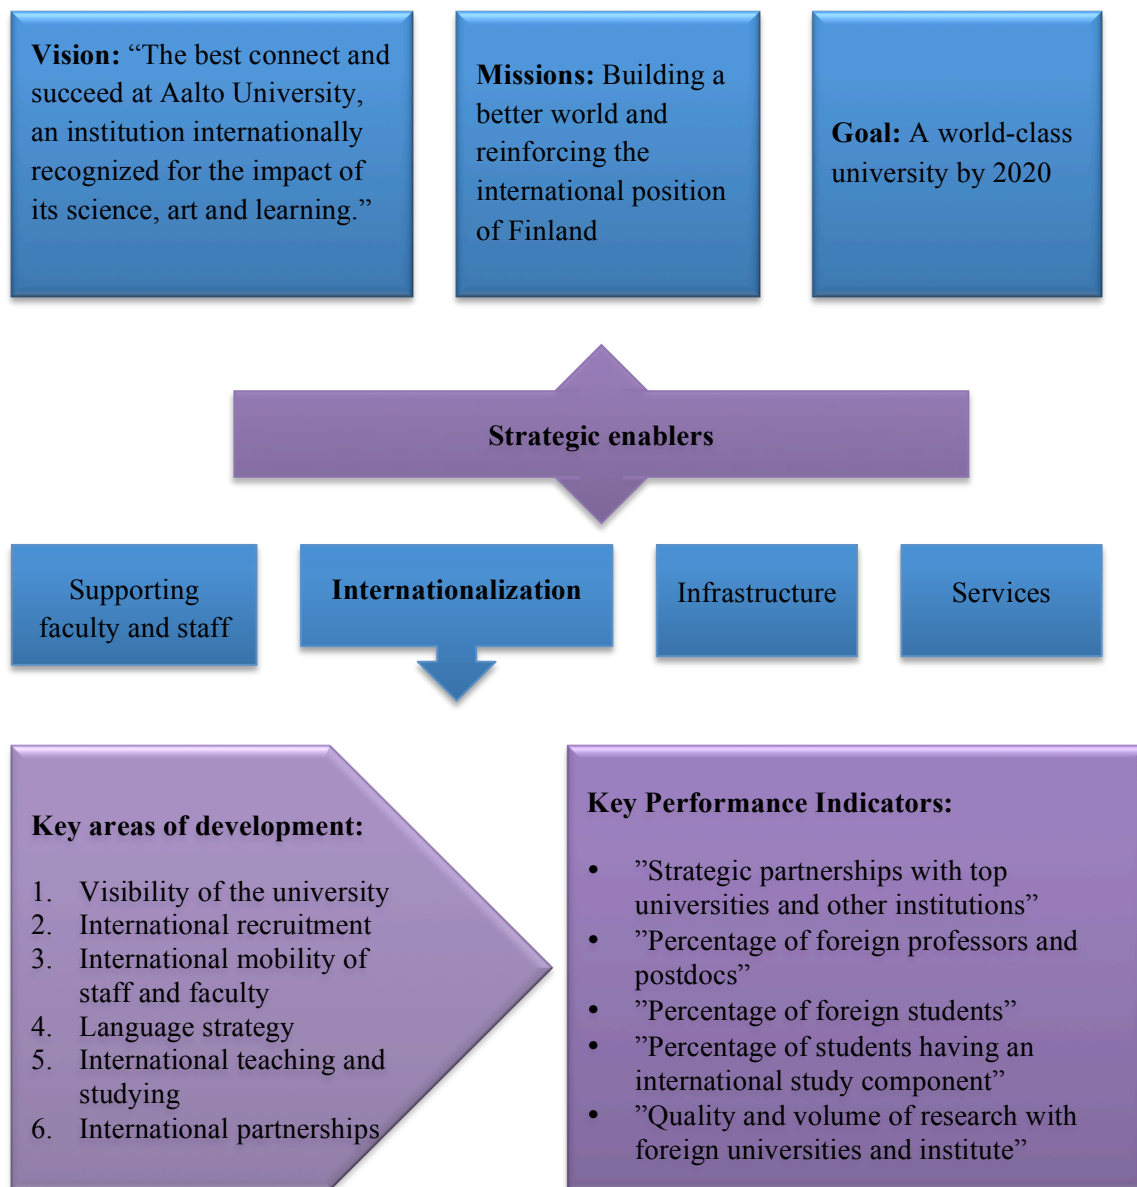 Vision: “The best connect and
succeed at Aalto University,
an institution internationally
recognized for the impact of
its science, art and learning.”
Missions: Building a
better world and
reinforcing the
international position
of Finland
Goal: A world-class
university by 2020
Strategic enablers
Supporting
faculty and staff
Internationalization
Infrastructure
Services
Key areas of development:
1. Visibility of the university
2. International recruitment
3. International mobility of
staff and faculty
4. Language strategy
5. International teaching and
studying
6. International partnerships
Key Performance Indicators:
• ”Strategic partnerships with top
universities and other institutions”
• ”Percentage of foreign professors and
postdocs”
• ”Percentage of foreign students”
• ”Percentage of students having an
international study component”
• ”Quality and volume of research with
foreign universities and institute”